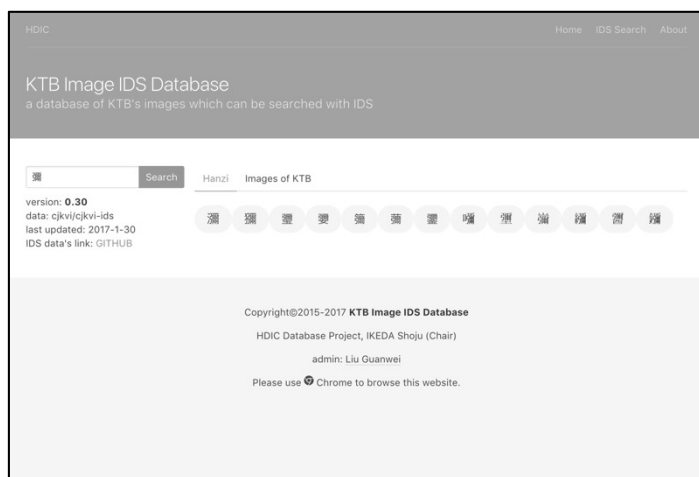 HDIC
Home IDS Search About
KTB Image IDS Database
a database of KTB's images which can be searched with IDS
彌 Search
Hanzi Images of KTB
version: 0.30
data: cjkvi/cjkvi-ids
last updated: 2017-1-30
IDS data's link: GITHUB
瀰 獼
Copyright©2015-2017 KTB Image IDS Database
HDIC Database Project, IKEDA Shoju (Chair)
admin: Liu Guanwei
Please use Chrome to browse this website.